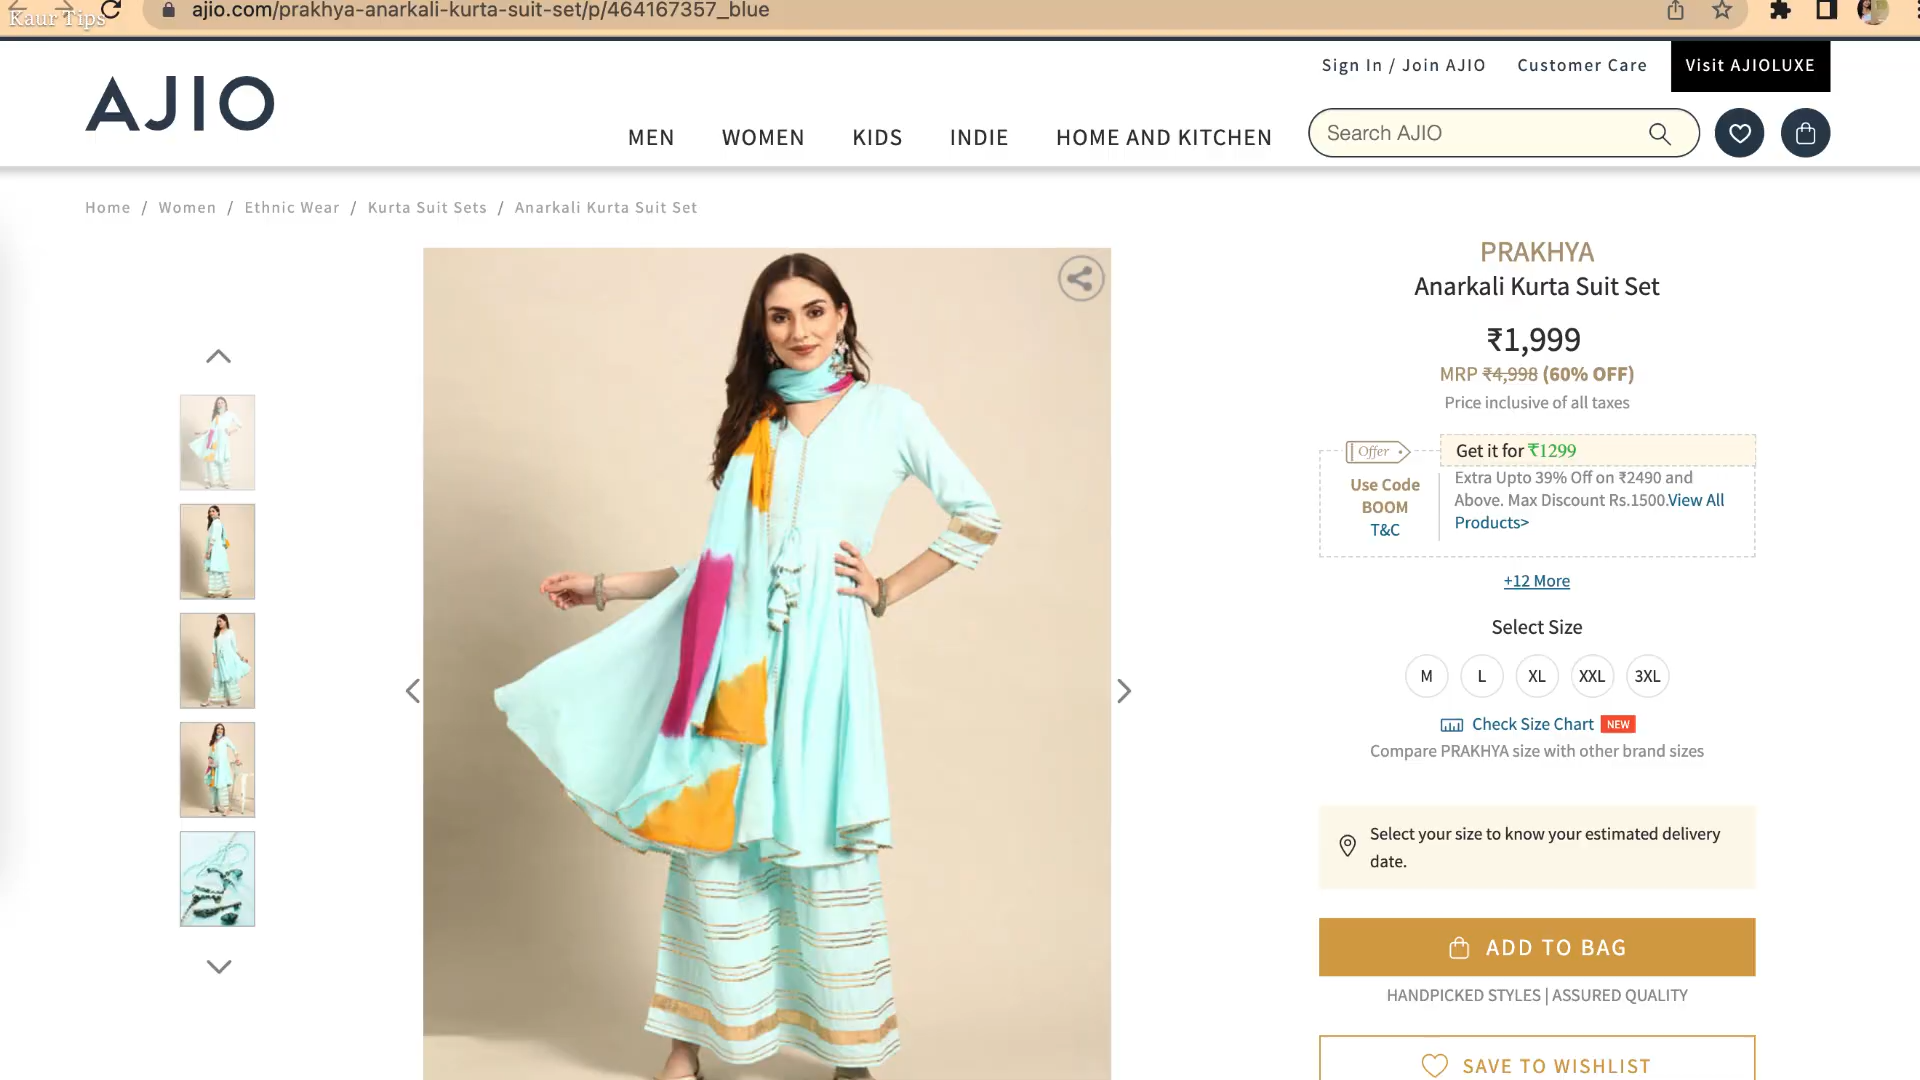 Kaur Tips
ajio.com/prakhya-anarkali-kurta-suit-set/p/464167357_blue
Sign In / Join AJIO
Customer Care
Visit AJIOLUXE
AJIO
MEN
WOMEN
KIDS
INDIE
HOME AND KITCHEN
Search AJIO
Home / Women / Ethnic Wear / Kurta Suit Sets / Anarkali Kurta Suit Set
PRAKHYA
Anarkali Kurta Suit Set
₹1,999
MRP ₹4,998 (60% OFF)
Price inclusive of all taxes
Offer
Use Code
BOOM
T&C
Get it for ₹1299
Extra Upto 39% Off on ₹2490 and
Above. Max Discount Rs.1500.View All
Products>
+12 More
Select Size
M L XL XXL 3XL
Check Size Chart NEW
Compare PRAKHYA size with other brand sizes
Select your size to know your estimated delivery
date.
ADD TO BAG
HANDPICKED STYLES | ASSURED QUALITY
SAVE TO WISHLIST